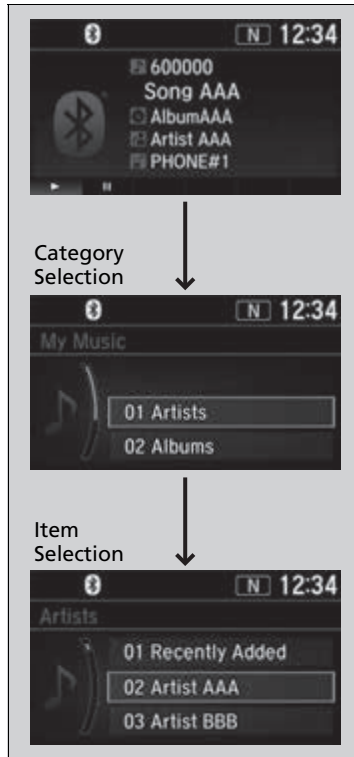 N 12:34
600000
Song AAA
AlbumAAA
Artist AAA
PHONE#1
Category
Selection
N 12:34
My Music
01 Artists
02 Albums
Item
Selection
N 12:34
Artists
01 Recently Added
02 Artist AAA
03 Artist BBB